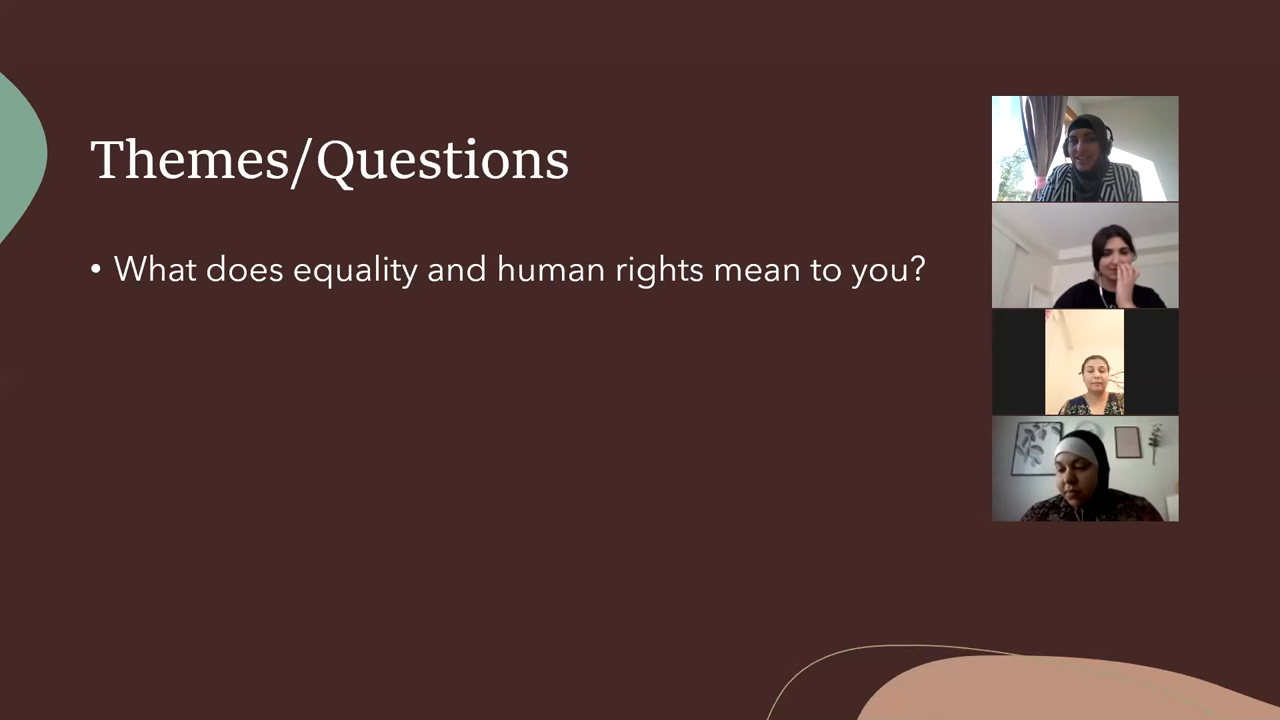 Themes/Questions
• What does equality and human rights mean to you?